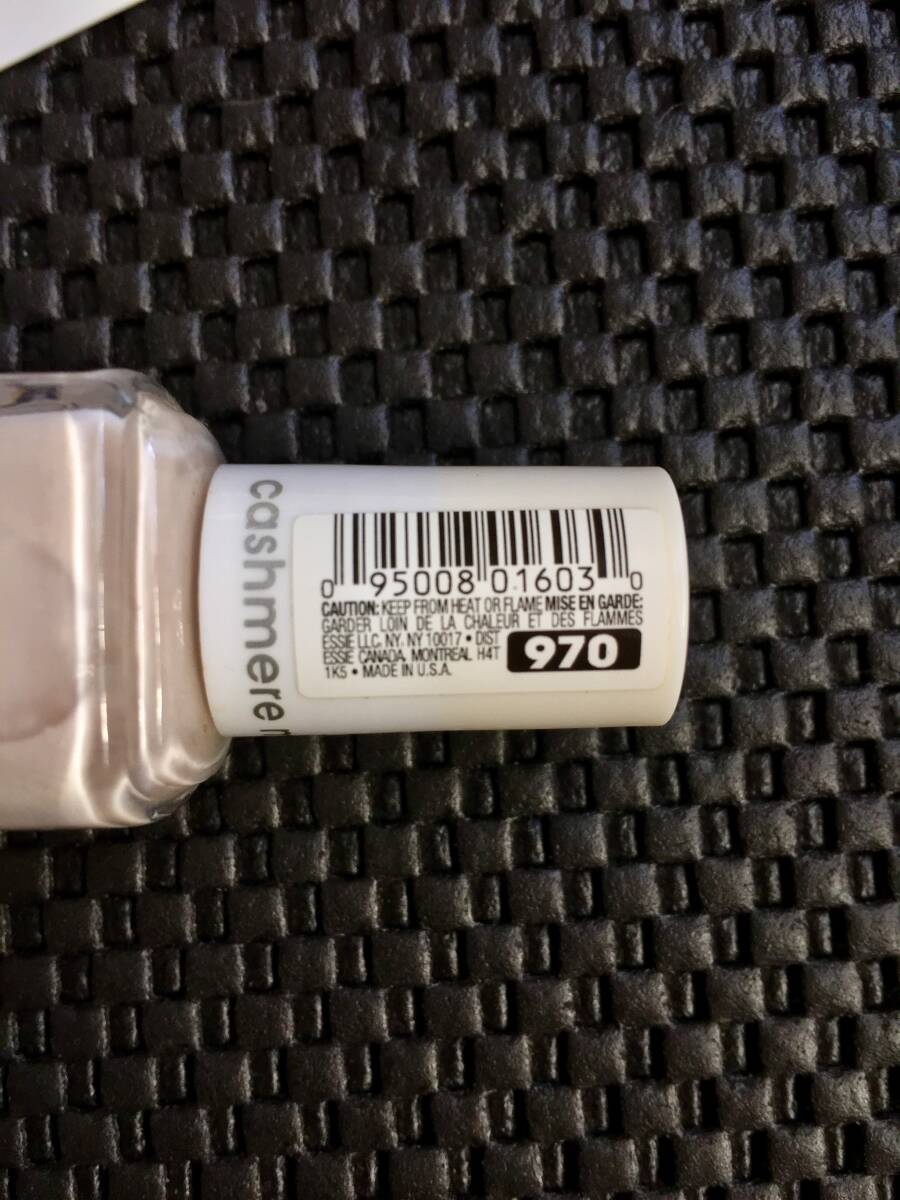 cashmere m
0 95008 01603 0
CAUTION: KEEP FROM HEAT OR FLAME MISE EN GARDE:
GARDER LOIN DE LA CHALEUR ET DES FLAMMES
ESSIE LLC, NY, NY 10017 • DIST
ESSIE CANADA, MONTREAL H4T
1K5 • MADE IN U.S.A.
970